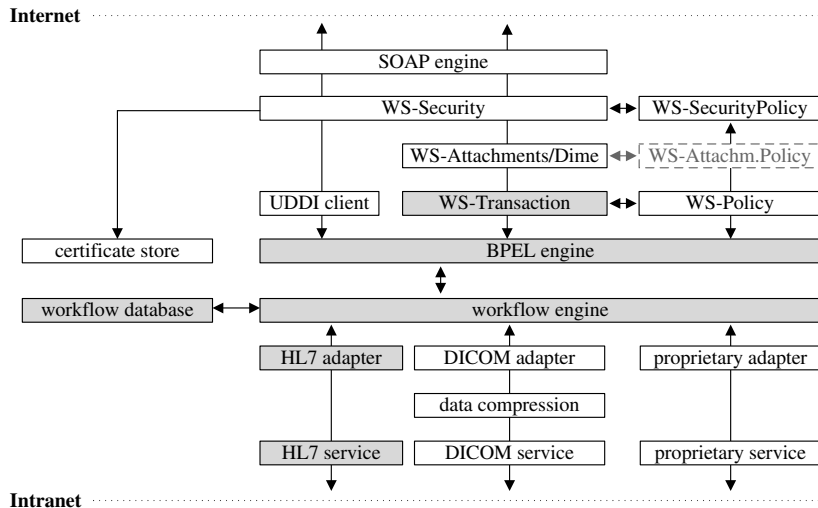 Internet
SOAP engine
WS-Security
WS-SecurityPolicy
WS-Attachments/Dime
WS-Attachm.Policy
UDDI client
WS-Transaction
WS-Policy
certificate store
BPEL engine
workflow database
workflow engine
HL7 adapter
DICOM adapter
proprietary adapter
data compression
HL7 service
DICOM service
proprietary service
Intranet